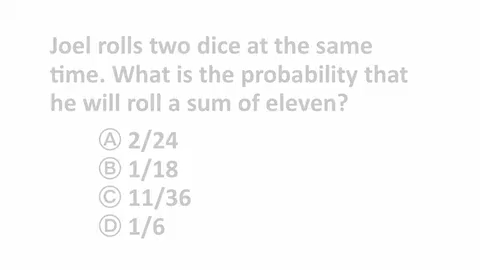 Joel rolls two dice at the same
time. What is the probability that
he will roll a sum of eleven?
Ⓐ 2/24
Ⓑ 1/18
Ⓒ 11/36
Ⓓ 1/6